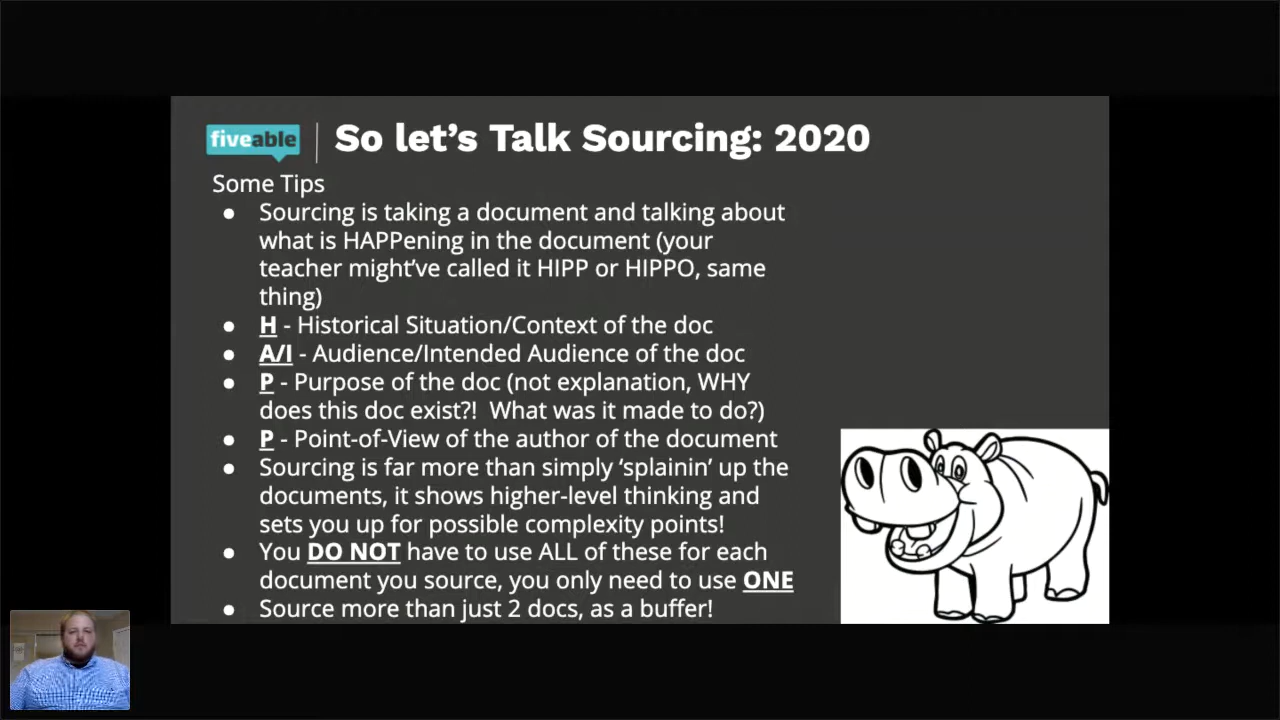 fiveable
So let's Talk Sourcing: 2020
Some Tips
● Sourcing is taking a document and talking about
what is HAPPening in the document (your
teacher might've called it HIPP or HIPPO, same
thing)
● H - Historical Situation/Context of the doc
● A/I - Audience/Intended Audience of the doc
● P - Purpose of the doc (not explanation, WHY
does this doc exist?! What was it made to do?)
● P - Point-of-View of the author of the document
● Sourcing is far more than simply 'splainin' up the
documents, it shows higher-level thinking and
sets you up for possible complexity points!
● You DO NOT have to use ALL of these for each
document you source, you only need to use ONE
● Source more than just 2 docs, as a buffer!